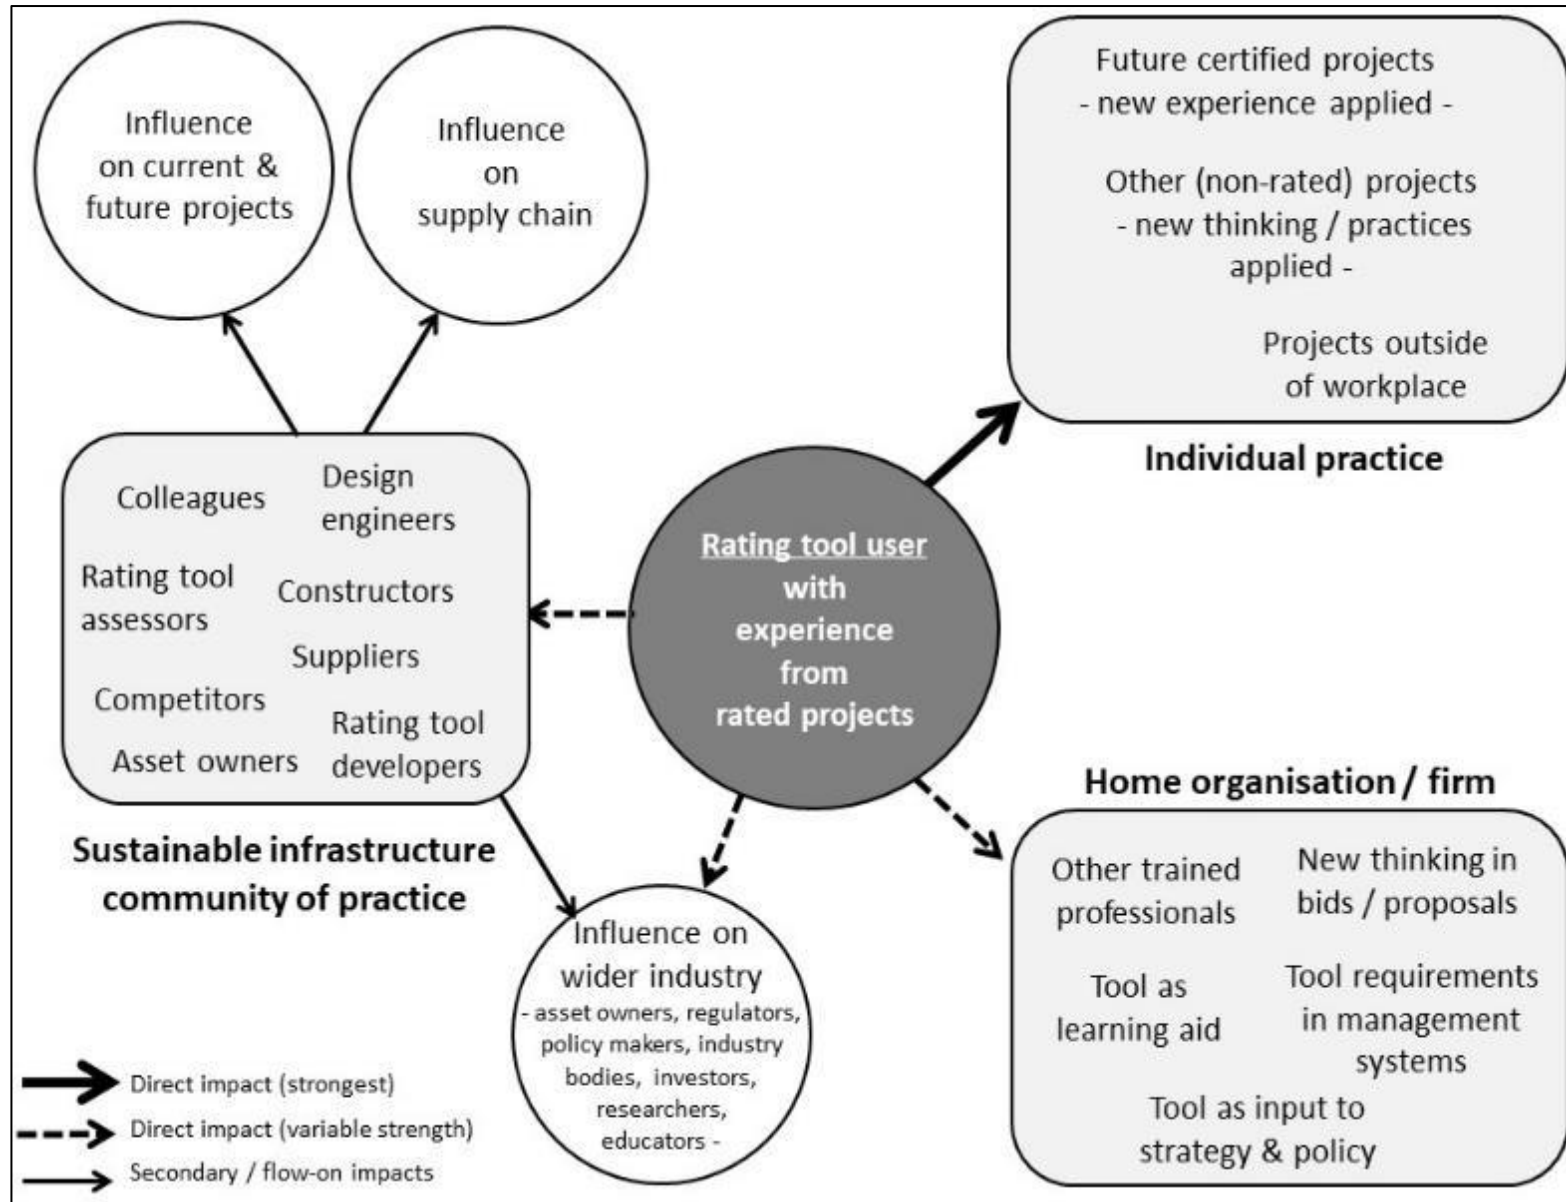 Influence
on current &
future projects
Influence
on
supply chain
Future certified projects
- new experience applied -
Other (non-rated) projects
- new thinking / practices
applied -
Projects outside
of workplace
Individual practice
Colleagues
Design
engineers
Rating tool
assessors
Constructors
Suppliers
Competitors
Rating tool
developers
Asset owners
Sustainable infrastructure
community of practice
Rating tool user
with
experience
from
rated projects
Home organisation / firm
Other trained
professionals
New thinking in
bids / proposals
Tool as
learning aid
Tool requirements
in management
systems
Tool as input to
strategy & policy
Influence on
wider industry
- asset owners, regulators,
policy makers, industry
bodies, investors,
researchers,
educators -
Direct impact (strongest)
Direct impact (variable strength)
Secondary / flow-on impacts